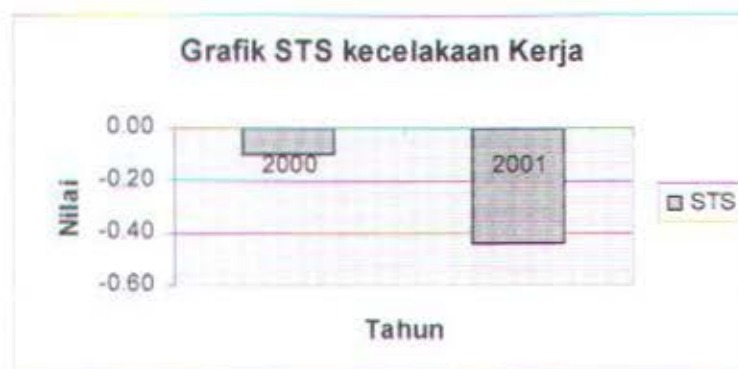 Grafik STS kecelakaan Kerja
0.00
-0.20
-0.40
-0.60
2000
2001
Nilai
STS
Tahun